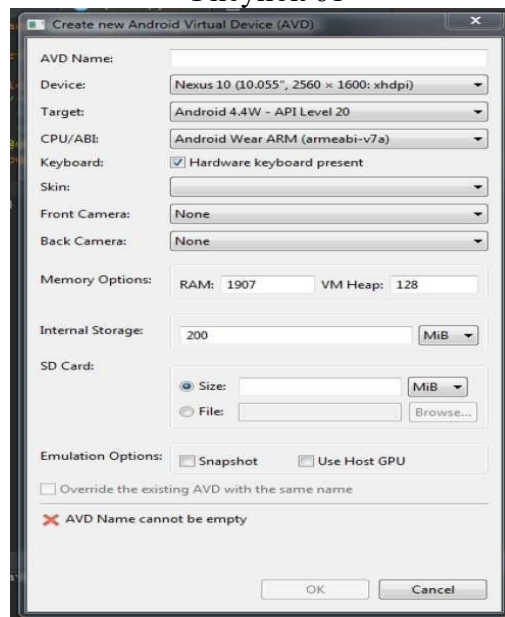 Create new Android Virtual Device (AVD)
AVD Name:
Device: Nexus 10 (10.055", 2560 × 1600: xhdpi)
Target: Android 4.4W - API Level 20
CPU/ABI: Android Wear ARM (armeabi-v7a)
Keyboard: Hardware keyboard present
Skin:
Front Camera: None
Back Camera: None
Memory Options: RAM: 1907 VM Heap: 128
Internal Storage: 200 MiB
SD Card:
Size: MiB
File: Browse...
Emulation Options: Snapshot Use Host GPU
Override the existing AVD with the same name
AVD Name cannot be empty
OK Cancel